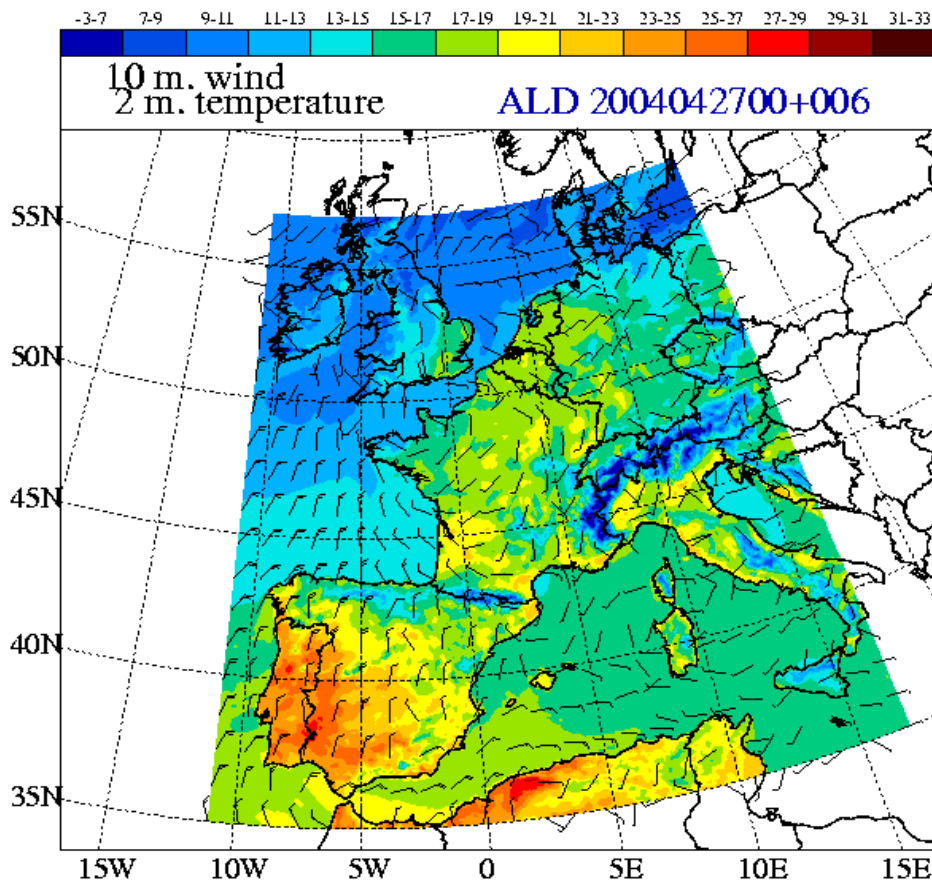 -3-7 7-9 9-11 11-13 13-15 15-17 17-19 19-21 21-23 23-25 25-27 27-29 29-31 31-33
10 m. wind
2 m. temperature ALD 2004042700+006
55N
50N
45N
40N
35N
15W 10W 5W 0 5E 10E 15E